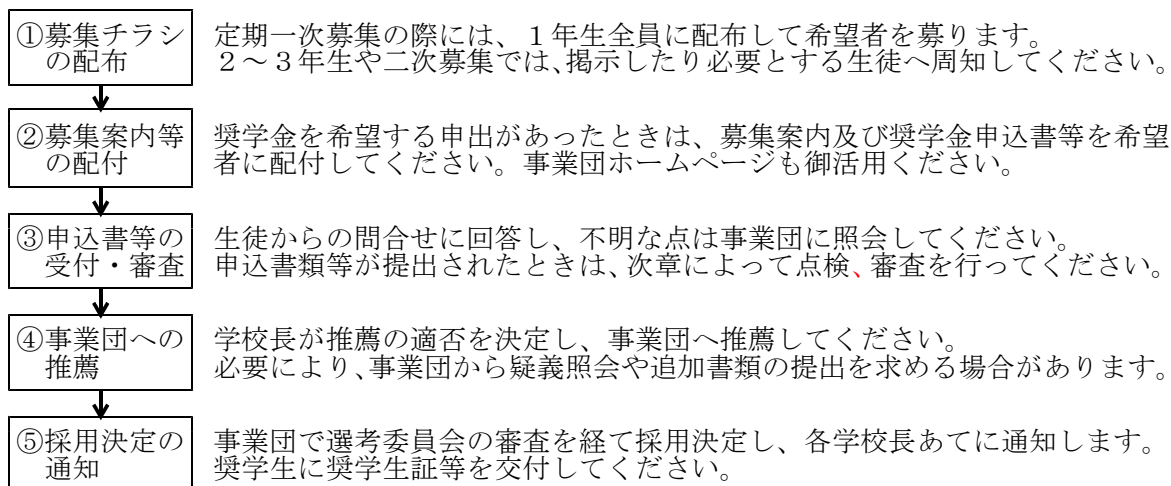 ①募集チラシ
の配布
定期一次募集の際には、１年生全員に配布して希望者を募ります。
２～３年生や二次募集では、掲示したり必要とする生徒へ周知してください。
②募集案内等
の配付
奨学金を希望する申出があったときは、募集案内及び奨学金申込書等を希望
者に配付してください。事業団ホームページも御活用ください。
③申込書等の
受付・審査
生徒からの問合せに回答し、不明な点は事業団に照会してください。
申込書類等が提出されたときは、次章によって点検、審査を行ってください。
④事業団への
推薦
学校長が推薦の適否を決定し、事業団へ推薦してください。
必要により、事業団から疑義照会や追加書類の提出を求める場合があります。
⑤採用決定の
通知
事業団で選考委員会の審査を経て採用決定し、各学校長あてに通知します。
奨学生に奨学生証等を交付してください。